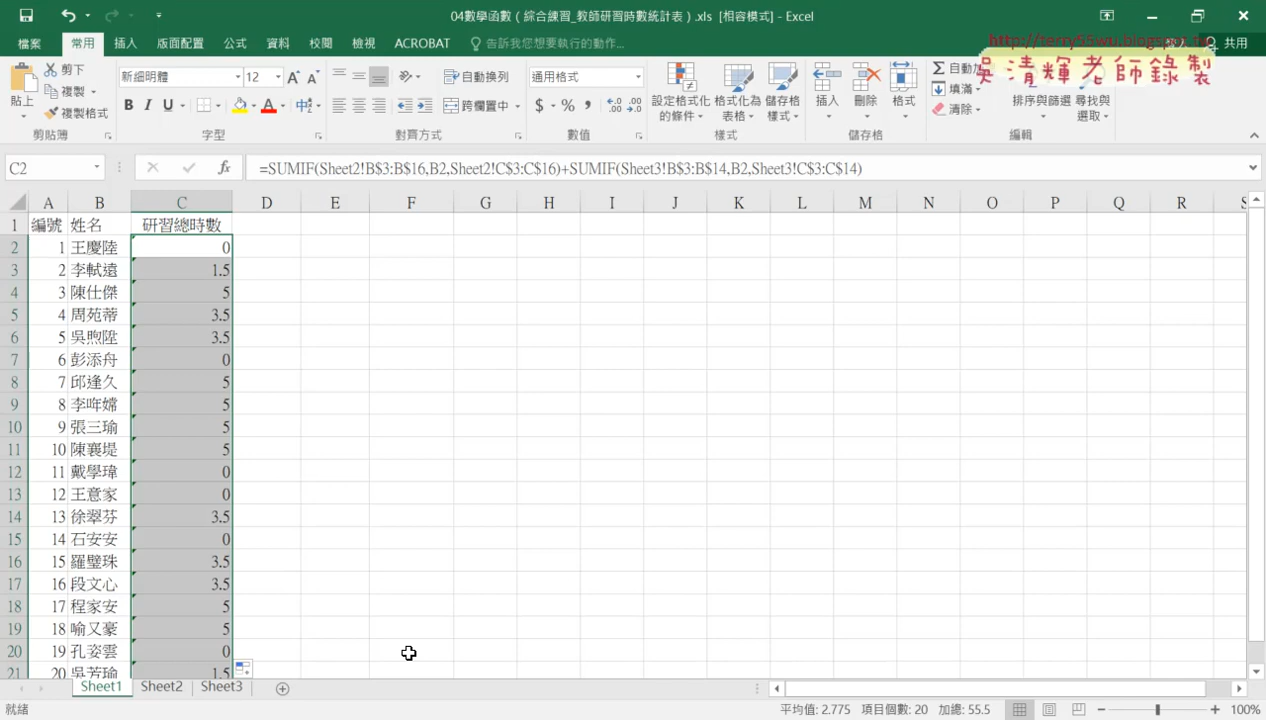 04數學函數（綜合練習_教師研習時數統計表）.xls [相容模式] - Excel
檔案 常用 插入 版面配置 公式 資料 校閱 檢視 ACROBAT 告訴我您想要執行的動作... 共用
http://terry55wu.blogspot.tw
吳清輝老師錄製
剪下 新細明體 12 自動換列 通用格式 自動加 填滿
貼上 複製 複製格式 B I U 跨欄置中 $ % 設定格式化的條件 格式化為表格 儲存格樣式 插入 刪除 格式 清除 排序與篩選 尋找與選取
剪貼簿 字型 對齊方式 數值 樣式 儲存格 編輯
C2 fx =SUMIF(Sheet2!B$3:B$16,B2,Sheet2!C$3:C$16)+SUMIF(Sheet3!B$3:B$14,B2,Sheet3!C$3:C$14)
A B C D E F G H I J K L M N O P Q R S
1 編號 姓名 研習總時數
2 1 王慶陸 0
3 2 李軾遠 1.5
4 3 陳仕傑 5
5 4 周苑蒂 3.5
6 5 吳煦陞 3.5
7 6 彭添舟 0
8 7 邱逢久 5
9 8 李哖嫦 5
10 9 張三瑜 5
11 10 陳襄堤 5
12 11 戴學瑋 0
13 12 王意家 0
14 13 徐翠芬 3.5
15 14 石安安 0
16 15 羅璧珠 3.5
17 16 段文心 3.5
18 17 程家安 5
19 18 喻又豪 5
20 19 孔姿雲 0
21 20 吳芳瑜 1.5
Sheet1 Sheet2 Sheet3
就緒 平均值: 2.775 項目個數: 20 加總: 55.5 100%